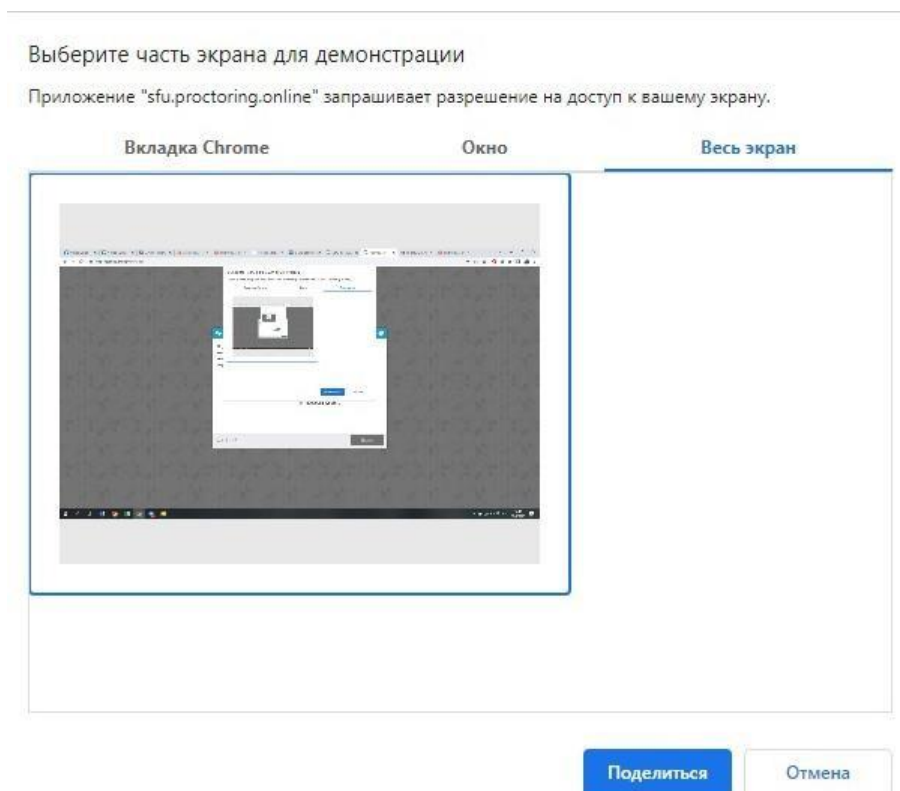 Выберите часть экрана для демонстрации
Приложение "sfu.proctoring.online" запрашивает разрешение на доступ к вашему экрану.
Вкладка Chrome
Окно
Весь экран
Поделиться
Отмена